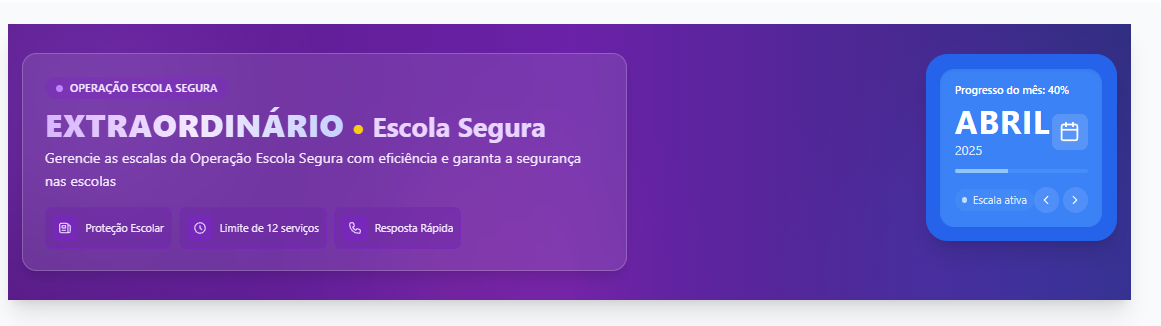 OPERAÇÃO ESCOLA SEGURA
EXTRAORDINÁRIO • Escola Segura
Gerencie as escalas da Operação Escola Segura com eficiência e garanta a segurança
nas escolas
Proteção Escolar
Limite de 12 serviços
Resposta Rápida
Progresso do mês: 40%
ABRIL
2025
Escala ativa